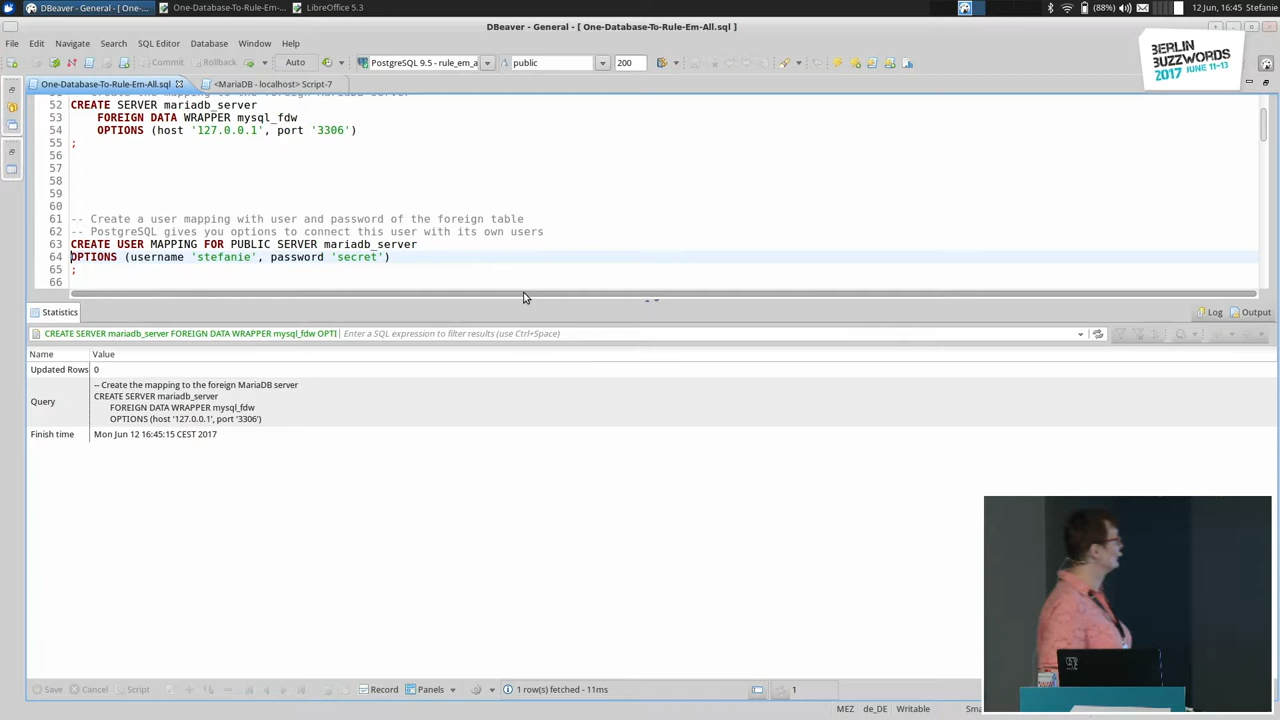 DBeaver - General - [ One-...
One-Database-To-Rule-Em-...
LibreOffice 5.3
(88%)
12 Jun, 16:45 Stefanie
DBeaver - General - [ One-Database-To-Rule-Em-All.sql ]
File Edit Navigate Search SQL Editor Database Window Help
Commit Rollback Auto PostgreSQL 9.5 - rule_em_a public 200
BERLIN
BUZZWORDS
2017 JUNE 11-13
One-Database-To-Rule-Em-All.sql
<MariaDB - localhost> Script-7
52 CREATE SERVER mariadb_server
53 FOREIGN DATA WRAPPER mysql_fdw
54 OPTIONS (host '127.0.0.1', port '3306')
55 ;
56
57
58
59
60
61 -- Create a user mapping with user and password of the foreign table
62 -- PostgreSQL gives you options to connect this user with its own users
63 CREATE USER MAPPING FOR PUBLIC SERVER mariadb_server
64 OPTIONS (username 'stefanie', password 'secret')
65 ;
66
Statistics
Log Output
CREATE SERVER mariadb_server FOREIGN DATA WRAPPER mysql_fdw OPTI
Enter a SQL expression to filter results (use Ctrl+Space)
Name Value
Updated Rows 0
Query
-- Create the mapping to the foreign MariaDB server
CREATE SERVER mariadb_server
FOREIGN DATA WRAPPER mysql_fdw
OPTIONS (host '127.0.0.1', port '3306')
Finish time Mon Jun 12 16:45:15 CEST 2017
Save Cancel Script Record Panels 1 row(s) fetched - 11ms 1
MEZ de_DE Writable